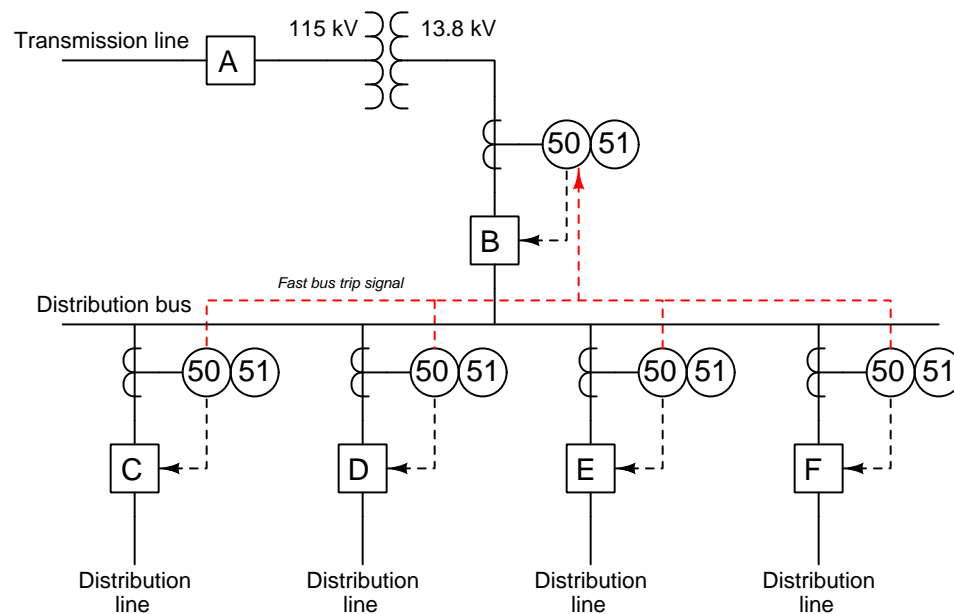 115 kV
13.8 kV
Transmission line
A
50
51
B
Fast bus trip signal
Distribution bus
50
51
50
51
50
51
50
51
C
D
E
F
Distribution
line
Distribution
line
Distribution
line
Distribution
line